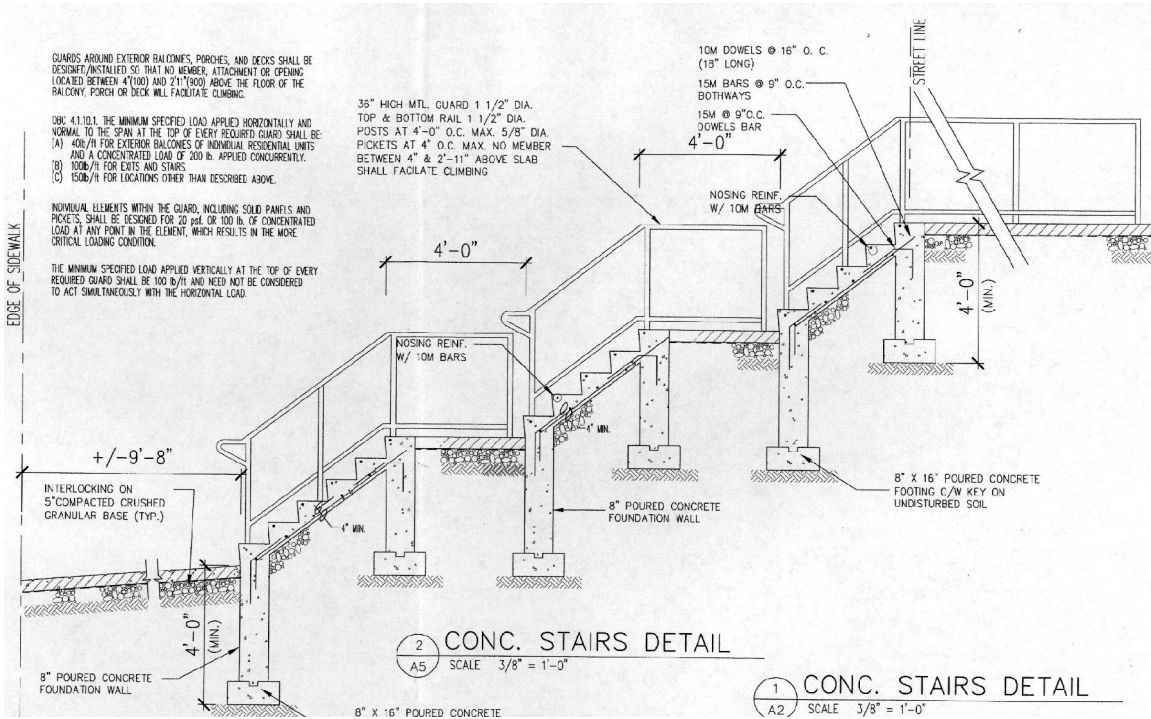 GUARDS AROUND EXTERIOR BALCONIES, PORCHES, AND DECKS SHALL BE
DESIGNED/INSTALLED SO THAT NO MEMBER, ATTACHMENT OR OPENING
LOCATED BETWEEN 4"(100) AND 2'11"(900) ABOVE THE FLOOR OF THE
BALCONY, PORCH OR DECK WILL FACILITATE CLIMBING.
OBC 4.1.10.1. THE MINIMUM SPECIFIED LOAD APPLIED HORIZONTALLY AND
NORMAL TO THE SPAN AT THE TOP OF EVERY REQUIRED GUARD SHALL BE:
(A) 40lb/ft FOR EXTERIOR BALCONIES OF INDIVIDUAL RESIDENTIAL UNITS
AND A CONCENTRATED LOAD OF 200 lb. APPLIED CONCURRENTLY.
(B) 100lb/ft FOR EXITS AND STAIRS
(C) 150lb/ft FOR LOCATIONS OTHER THAN DESCRIBED ABOVE.
INDIVIDUAL ELEMENTS WITHIN THE GUARD, INCLUDING SOLID PANELS AND
PICKETS, SHALL BE DESIGNED FOR 20 psf. OR 100 lb. OF CONCENTRATED
LOAD AT ANY POINT IN THE ELEMENT, WHICH RESULTS IN THE MORE
CRITICAL LOADING CONDITION.
THE MINIMUM SPECIFIED LOAD APPLIED VERTICALLY AT THE TOP OF EVERY
REQUIRED GUARD SHALL BE 100 lb/ft AND NEED NOT BE CONSIDERED
TO ACT SIMULTANEOUSLY WITH THE HORIZONTAL LOAD.
EDGE OF SIDEWALK
36" HIGH MTL. GUARD 1 1/2" DIA.
TOP & BOTTOM RAIL 1 1/2" DIA.
POSTS AT 4'-0" O.C. MAX. 5/8" DIA.
PICKETS AT 4" O.C. MAX. NO MEMBER
BETWEEN 4" & 2'-11" ABOVE SLAB
SHALL FACILATE CLIMBING
10M DOWELS @ 16" O. C.
(18" LONG)
15M BARS @ 9" O.C.
BOTHWAYS
15M @ 9"O.C.
DOWELS BAR
STREET LINE
4'-0"
NOSING REINF.
W/ 10M BARS
4'-0"
4'-0"
(MIN.)
NOSING REINF.
W/ 10M BARS
4" MIN.
+/-9'-8"
INTERLOCKING ON
5"COMPACTED CRUSHED
GRANULAR BASE (TYP.)
4" MIN.
8" POURED CONCRETE
FOUNDATION WALL
8" X 16" POURED CONCRETE
FOOTING C/W KEY ON
UNDISTURBED SOIL
4'-0"
(MIN.)
8" POURED CONCRETE
FOUNDATION WALL
2
A5
CONC. STAIRS DETAIL
SCALE 3/8" = 1'-0"
1
A2
CONC. STAIRS DETAIL
SCALE 3/8" = 1'-0"
8" X 16" POURED CONCRETE